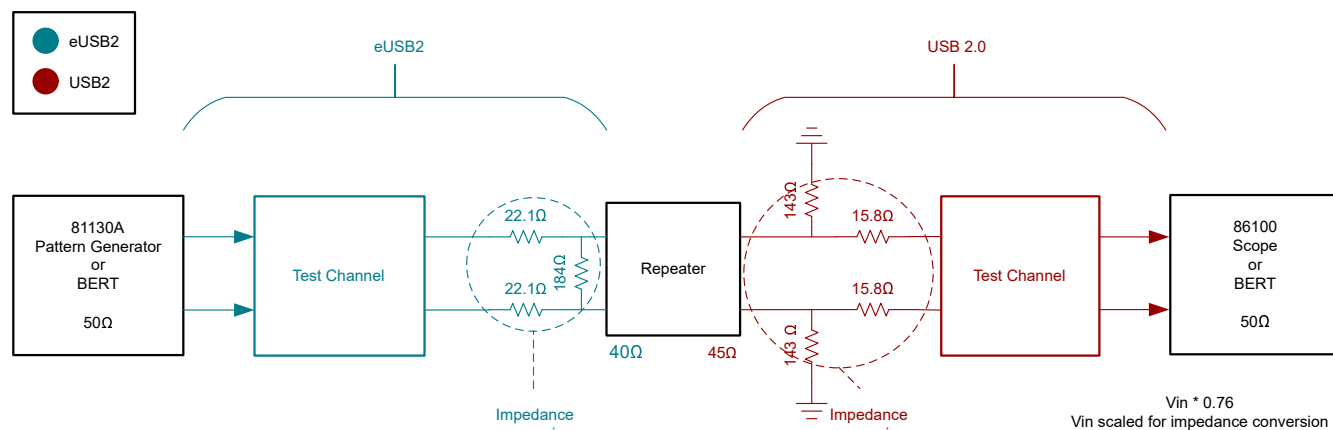 eUSB2
USB2
eUSB2
USB 2.0
81130A
Pattern Generator
or
BERT
50Ω
Test Channel
22.1Ω
184Ω
22.1Ω
Repeater
40Ω
45Ω
143Ω
15.8Ω
15.8Ω
143 Ω
Test Channel
86100
Scope
or
BERT
50Ω
Impedance
Impedance
Vin * 0.76
Vin scaled for impedance conversion